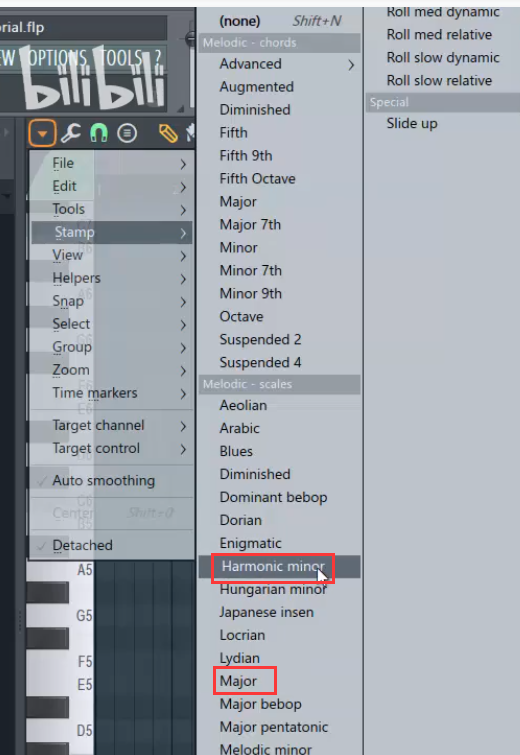 rial.flp
EW OPTIONS TOOLS ?
bilibili
File
Edit
Tools
Stamp
View
Helpers
Snap
Select
Group
Zoom
Time markers
Target channel
Target control
Auto smoothing
Center Shift+0
Detached
A5
G5
F5
E5
D5
(none) Shift+N
Melodic - chords
Advanced
Augmented
Diminished
Fifth
Fifth 9th
Fifth Octave
Major
Major 7th
Minor
Minor 7th
Minor 9th
Octave
Suspended 2
Suspended 4
Melodic - scales
Aeolian
Arabic
Blues
Diminished
Dominant bebop
Dorian
Enigmatic
Harmonic minor
Hungarian minor
Japanese insen
Locrian
Lydian
Major
Major bebop
Major pentatonic
Melodic minor
Roll med dynamic
Roll med relative
Roll slow dynamic
Roll slow relative
Special
Slide up